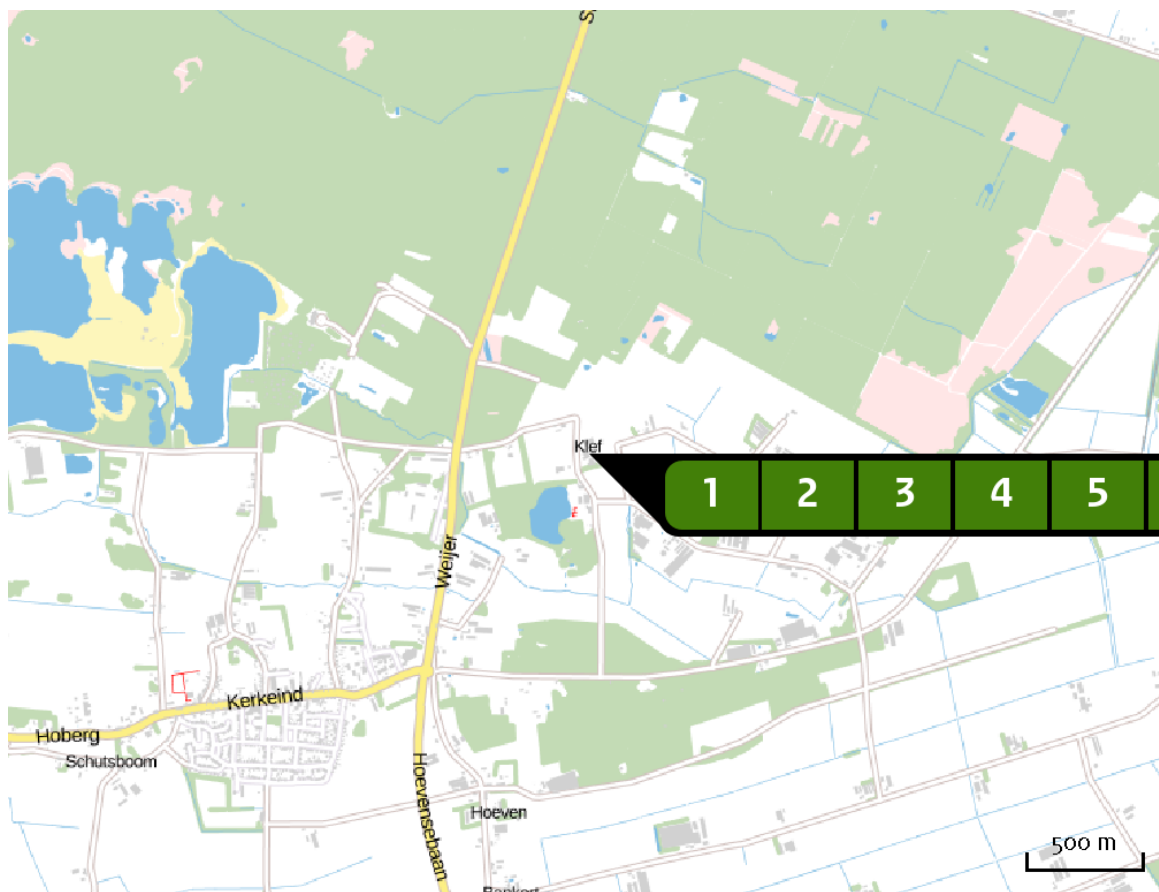 S
Klef
1 2 3 4 5
Weijer
Kerkeind
Hoberg
Schutsboom
Hoevensebaan
Hoeven
500 m